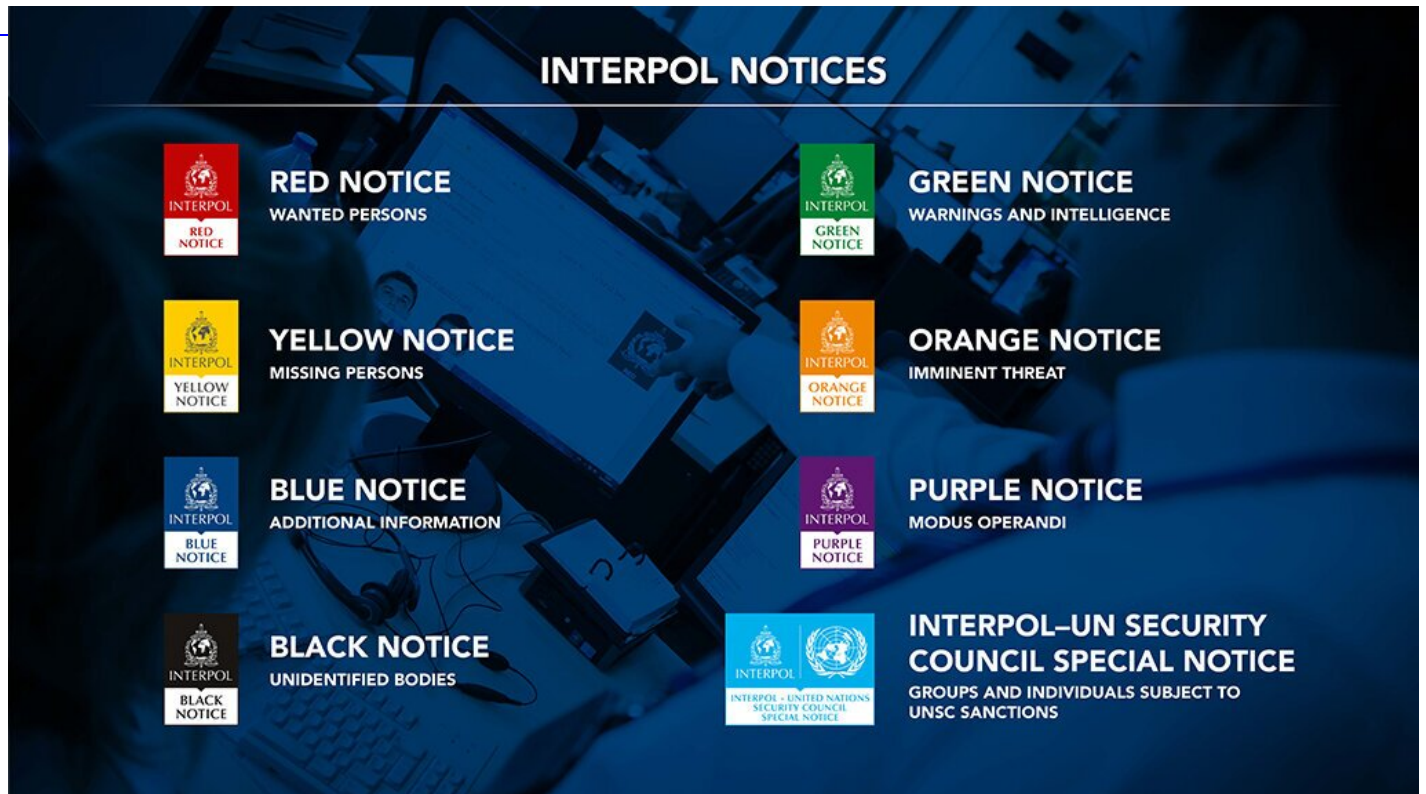 INTERPOL NOTICES
INTERPOL
RED
NOTICE
RED NOTICE
WANTED PERSONS
INTERPOL
GREEN
NOTICE
GREEN NOTICE
WARNINGS AND INTELLIGENCE
INTERPOL
YELLOW
NOTICE
YELLOW NOTICE
MISSING PERSONS
INTERPOL
ORANGE
NOTICE
ORANGE NOTICE
IMMINENT THREAT
INTERPOL
BLUE
NOTICE
BLUE NOTICE
ADDITIONAL INFORMATION
INTERPOL
PURPLE
NOTICE
PURPLE NOTICE
MODUS OPERANDI
INTERPOL
BLACK
NOTICE
BLACK NOTICE
UNIDENTIFIED BODIES
INTERPOL
INTERPOL - UNITED NATIONS
SECURITY COUNCIL
SPECIAL NOTICE
INTERPOL–UN SECURITY
COUNCIL SPECIAL NOTICE
GROUPS AND INDIVIDUALS SUBJECT TO
UNSC SANCTIONS